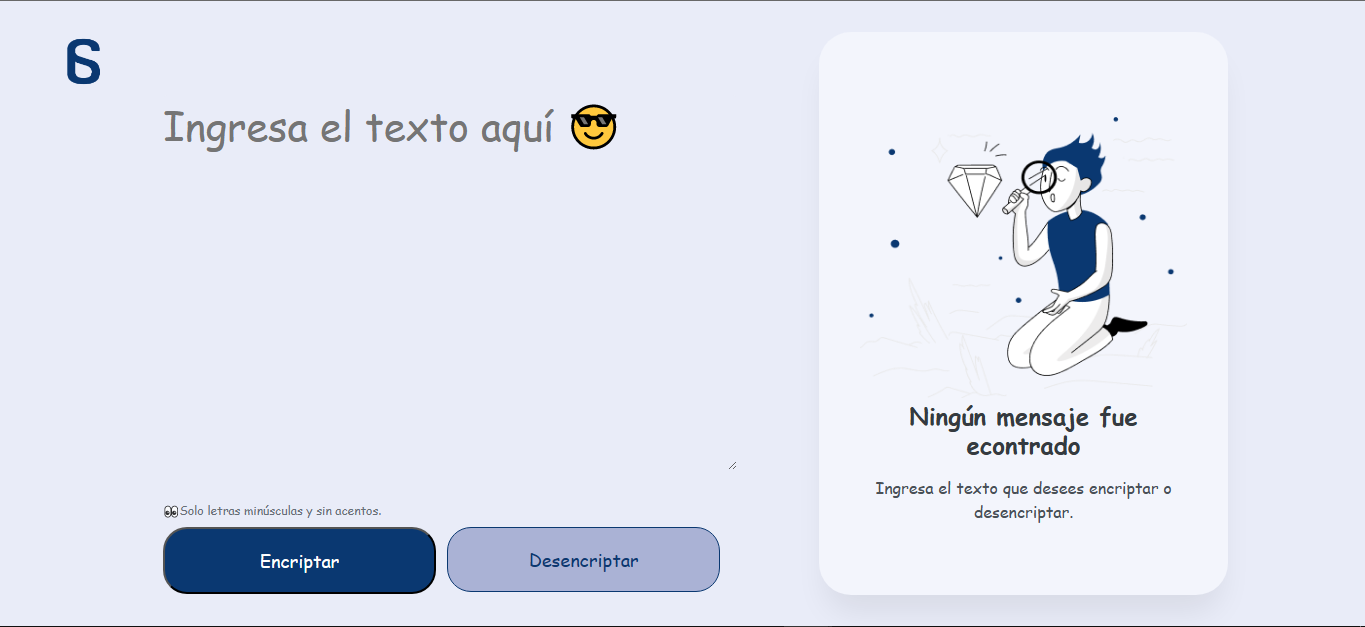 Ingresa el texto aquí 😎
👀Solo letras minúsculas y sin acentos.
Encriptar
Desencriptar
Ningún mensaje fue
econtrado
Ingresa el texto que desees encriptar o
desencriptar.